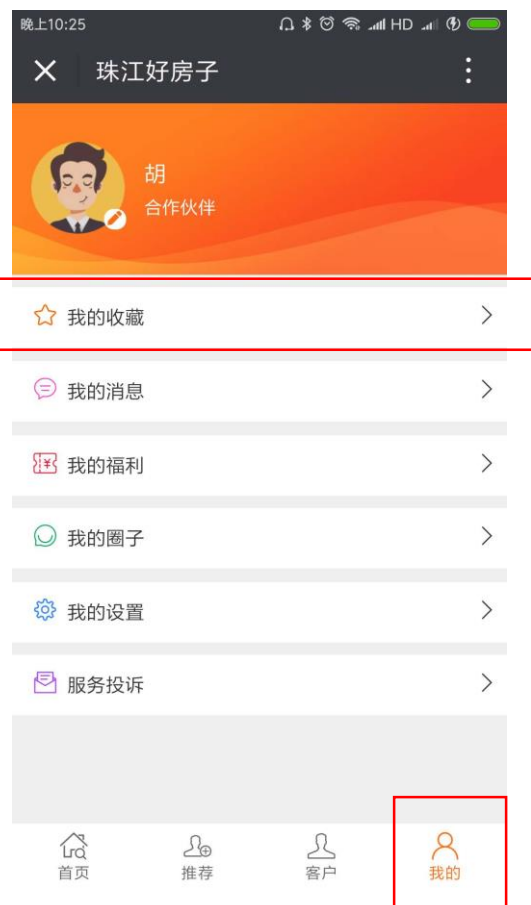 晚上10:25 HD
珠江好房子
胡
合作伙伴
我的收藏
我的消息
我的福利
我的圈子
我的设置
服务投诉
首页 推荐 客户 我的